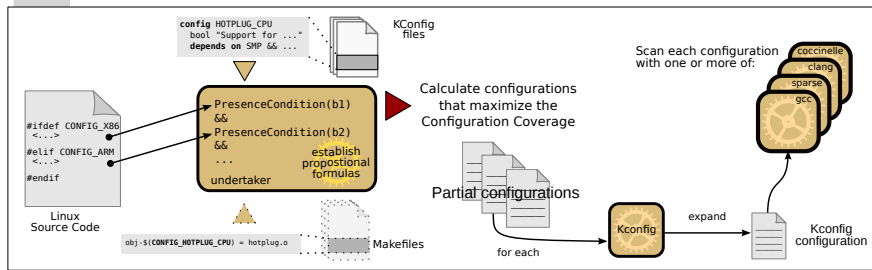 config HOTPLUG_CPU
bool "Support for ..."
depends on SMP && ...
KConfig
files
#ifdef CONFIG_X86
<...>
#elif CONFIG_ARM
<...>
#endif
Linux
Source Code
PresenceCondition(b1)
&&
PresenceCondition(b2)
&&
...
establish
propostional
formulas
undertaker
obj-$(CONFIG_HOTPLUG_CPU) = hotplug.o
Makefiles
Calculate configurations
that maximize the
Configuration Coverage
Partial configurations
for each
Kconfig
expand
Kconfig
configuration
Scan each configuration
with one or more of:
coccinelle
clang
sparse
gcc